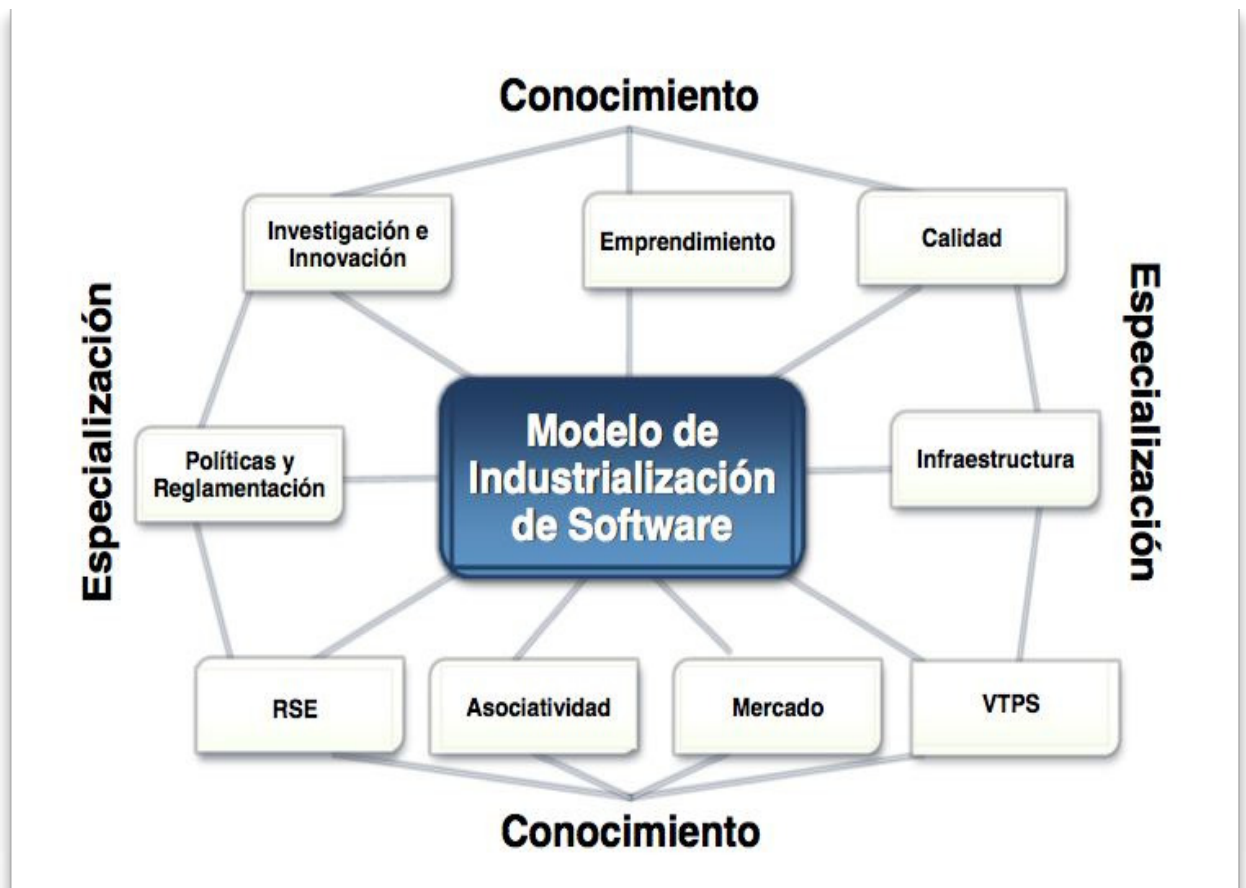 Conocimiento
Investigación e
Innovación
Emprendimiento
Calidad
Especialización
Especialización
Políticas y
Reglamentación
Modelo de
Industrialización
de Software
Infraestructura
RSE
Asociatividad
Mercado
VTPS
Conocimiento